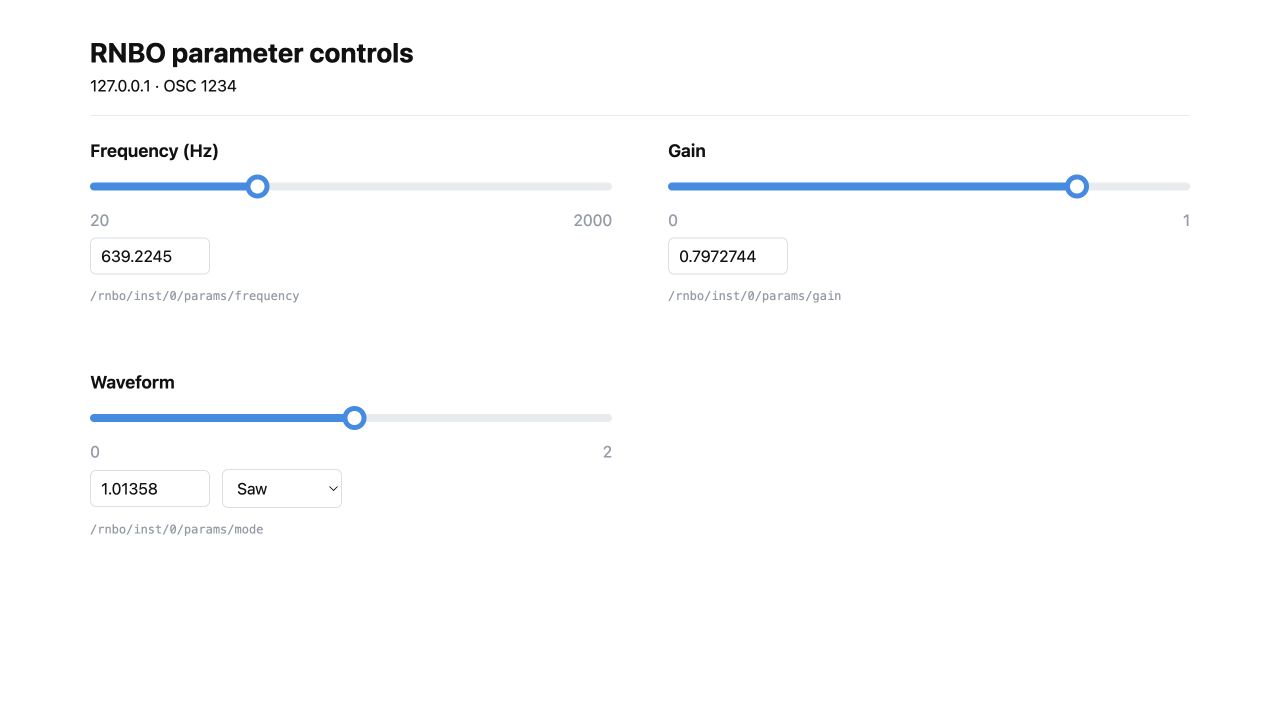 RNBO parameter controls
127.0.0.1 · OSC 1234
Frequency (Hz)
20 2000
639.2245
/rnbo/inst/0/params/frequency
Gain
0 1
0.7972744
/rnbo/inst/0/params/gain
Waveform
0 2
1.01358 Saw
/rnbo/inst/0/params/mode